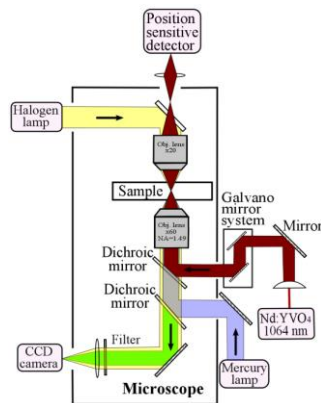 Position
sensitive
detector
Halogen
lamp
Obj. lens
x20
Sample
Obj. lens
x60
NA=1.49
Galvano
mirror
system
Mirror
Dichroic
mirror
Dichroic
mirror
Nd:YVO₄
1064 nm
Filter
CCD
camera
Mercury
lamp
Microscope